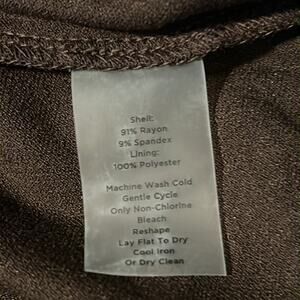 Shell:
91% Rayon
9% Spandex
Lining:
100% Polyester
Machine Wash Cold
Gentle Cycle
Only Non-Chlorine
Bleach
Reshape
Lay Flat To Dry
Cool Iron
Or Dry Clean